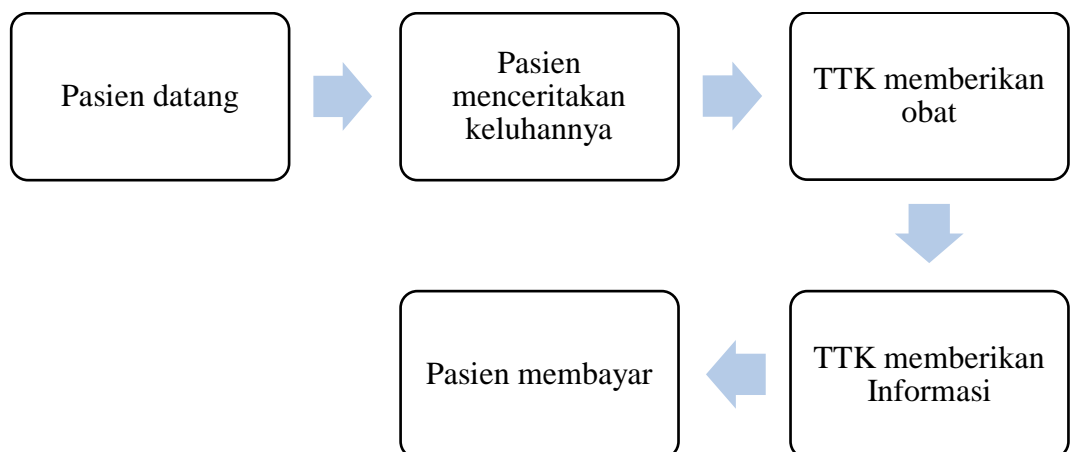 Pasien datang
Pasien
menceritakan
keluhannya
TTK memberikan
obat
TTK memberikan
Informasi
Pasien membayar